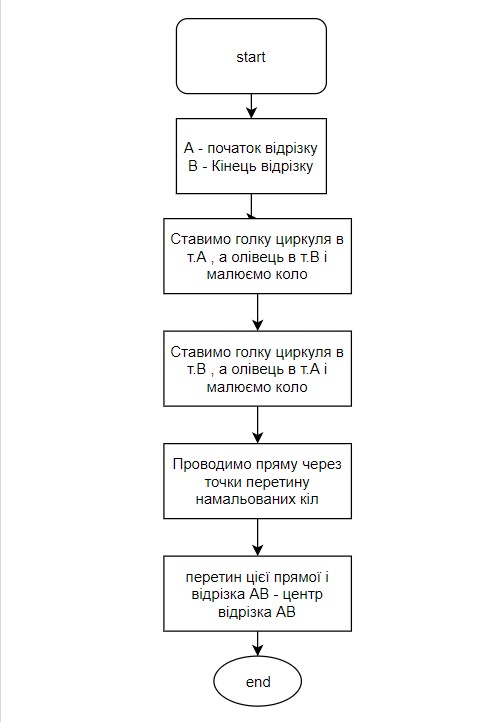 start
А - початок відрізку
В - Кінець відрізку
Ставимо голку циркуля в
т.А , а олівець в т.В і
малюємо коло
Ставимо голку циркуля в
т.В , а олівець в т.А і
малюємо коло
Проводимо пряму через
точки перетину
намальованих кіл
перетин цієї прямої і
відрізка АВ - центр
відрізка АВ
end